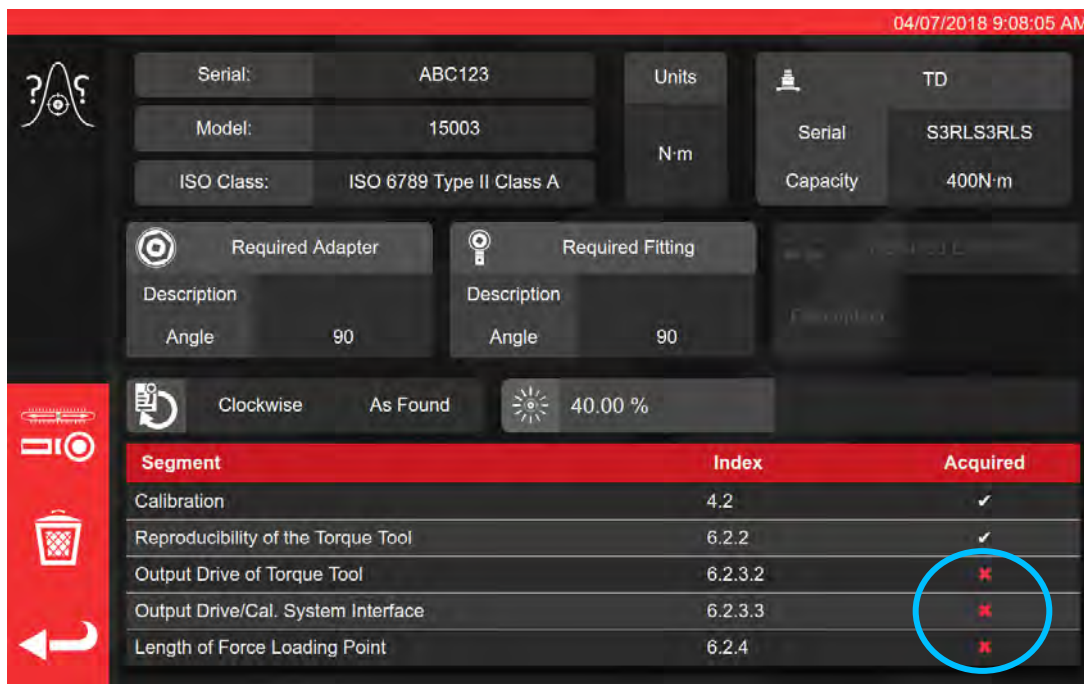 04/07/2018 9:08:05 AM
Serial: ABC123
Units
TD
Model: 15003
N·m
Serial S3RLS3RLS
ISO Class: ISO 6789 Type II Class A
Capacity 400N·m
Required Adapter
Required Fitting
Description
Description
Description
Angle 90
Angle 90
Clockwise As Found
40.00 %
Segment Index Acquired
Calibration 4.2 ✔
Reproducibility of the Torque Tool 6.2.2 ✔
Output Drive of Torque Tool 6.2.3.2 ✖
Output Drive/Cal. System Interface 6.2.3.3 ✖
Length of Force Loading Point 6.2.4 ✖